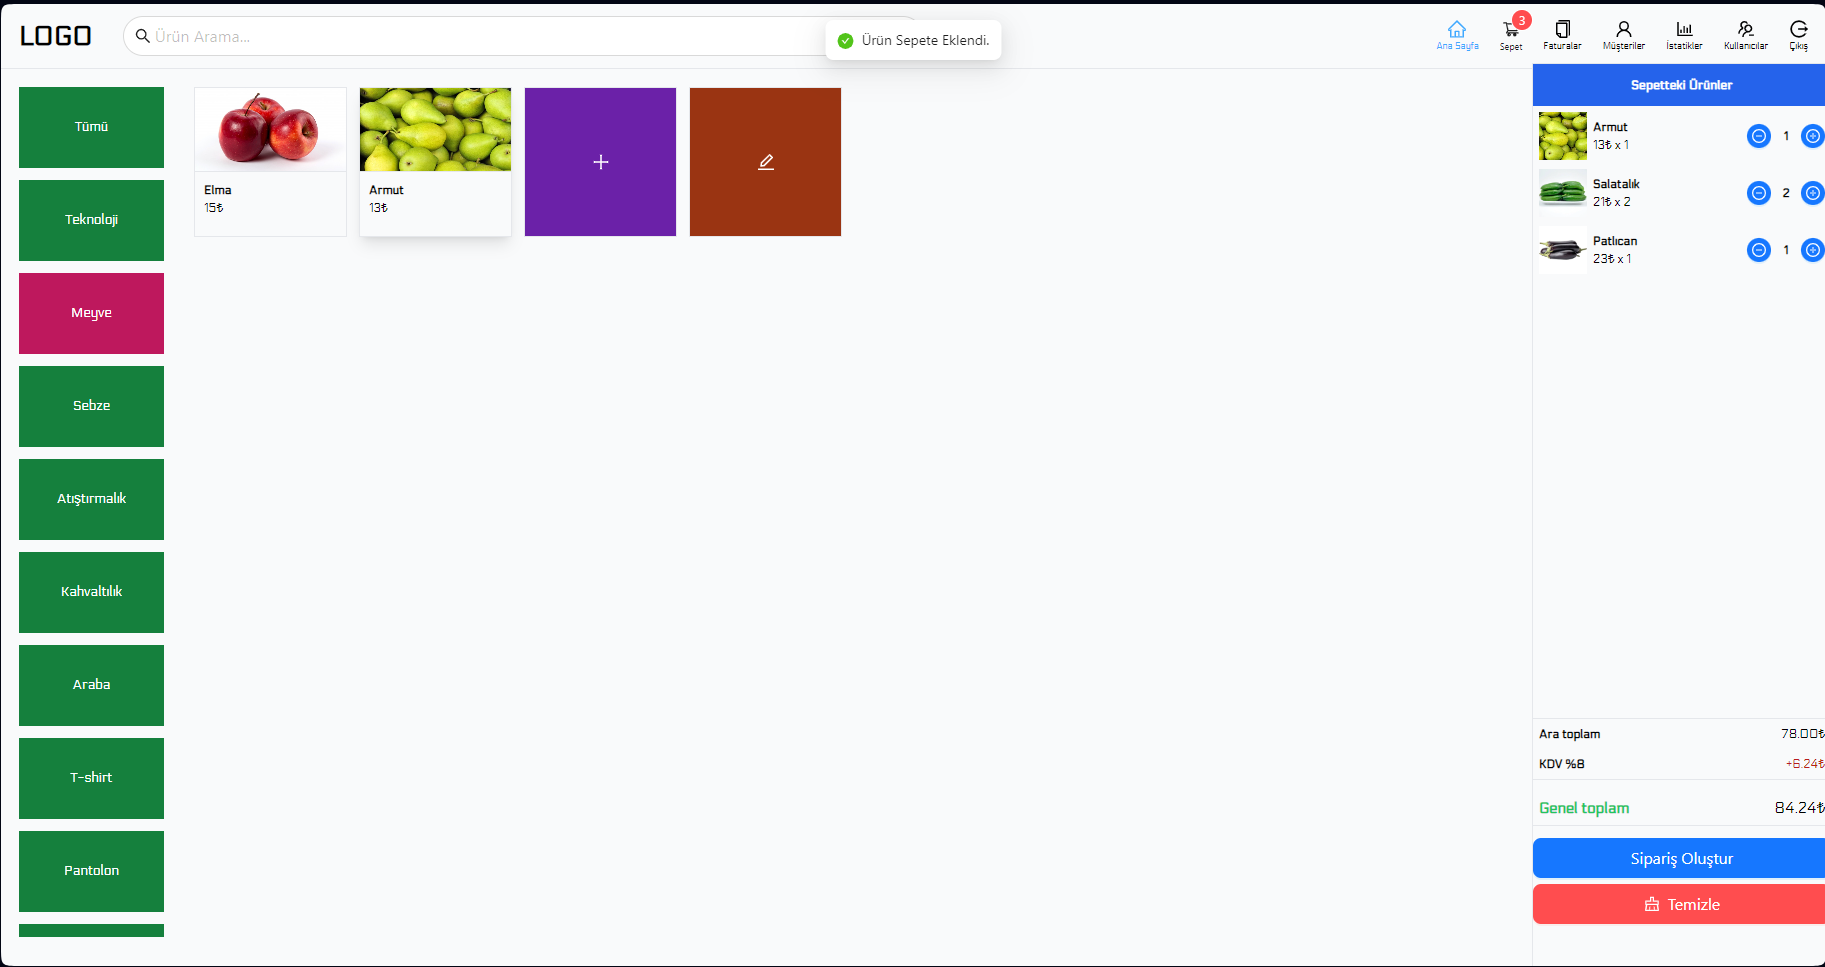 LOGO
Ürün Arama...
Ürün Sepete Eklendi.
Ana Sayfa
3
Sepet
Faturalar
Müşteriler
İstatikler
Kullanıcılar
Çıkış
Tümü
Teknoloji
Meyve
Sebze
Atıştırmalık
Kahvaltılık
Araba
T-shirt
Pantolon
Elma
15₺
Armut
13₺
Sepetteki Ürünler
Armut
13₺ x 1
1
Salatalık
21₺ x 2
2
Patlıcan
23₺ x 1
1
Ara toplam 78.00₺
KDV %8 +6.24₺
Genel toplam 84.24₺
Sipariş Oluştur
Temizle